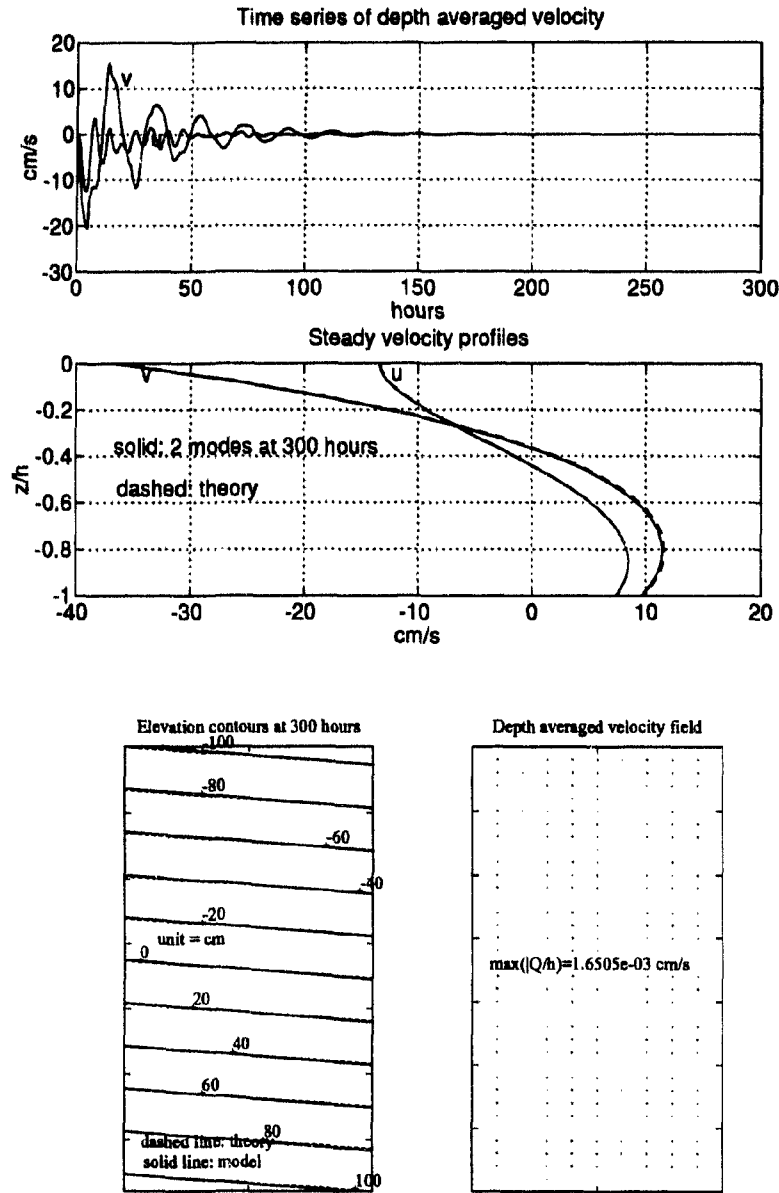 Time series of depth averaged velocity
20
10
0
-10
-20
-30
cm/s
v
0 50 100 150 200 250 300
hours
Steady velocity profiles
0
-0.2
-0.4
-0.6
-0.8
-1
z/h
v
u
solid: 2 modes at 300 hours
dashed: theory
-40 -30 -20 -10 0 10 20
cm/s
Elevation contours at 300 hours
-100
-80
-60
-40
-20
unit = cm
0
20
40
60
80
dashed line: theory
solid line: model
100
Depth averaged velocity field
max(|Q/h)=1.6505e-03 cm/s